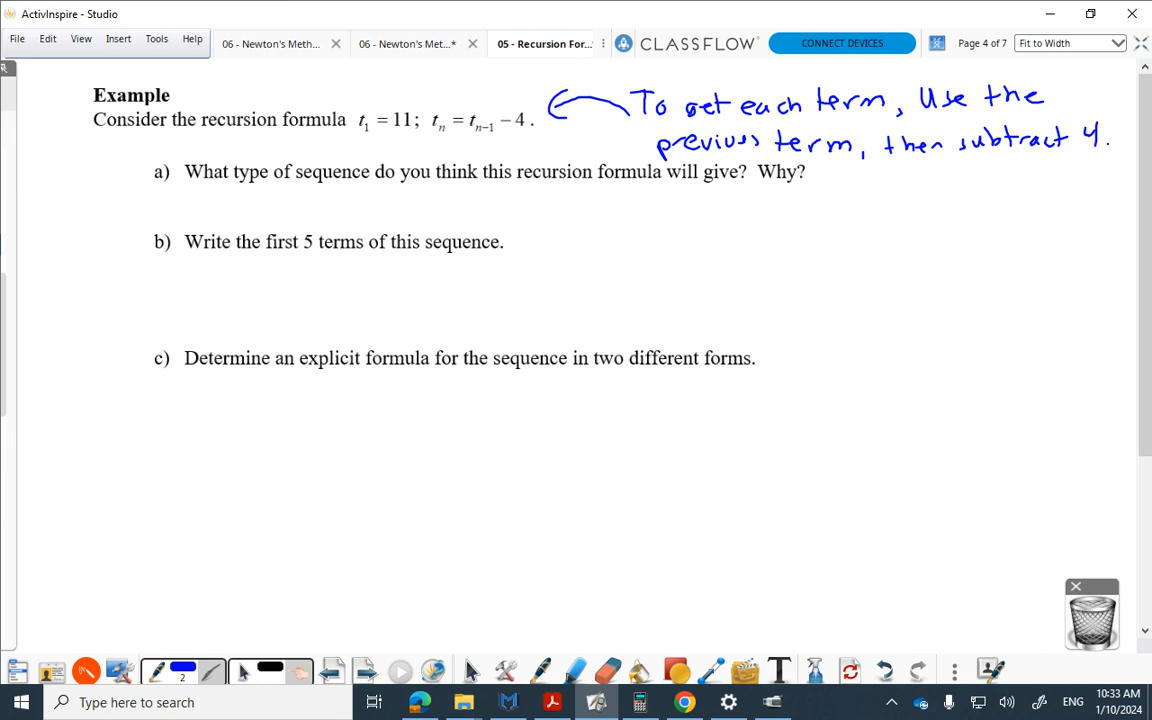 ActivInspire - Studio
File Edit View Insert Tools Help
06 - Newton's Meth...
06 - Newton's Met...*
05 - Recursion For...
CLASSFLOW
CONNECT DEVICES
Page 4 of 7
Fit to Width
Example
Consider the recursion formula t₁ = 11; tₙ = tₙ₋₁ − 4.
To get each term, Use the
previous term, then subtract 4.
a) What type of sequence do you think this recursion formula will give? Why?
b) Write the first 5 terms of this sequence.
c) Determine an explicit formula for the sequence in two different forms.
2
Type here to search
ENG
10:33 AM
1/10/2024